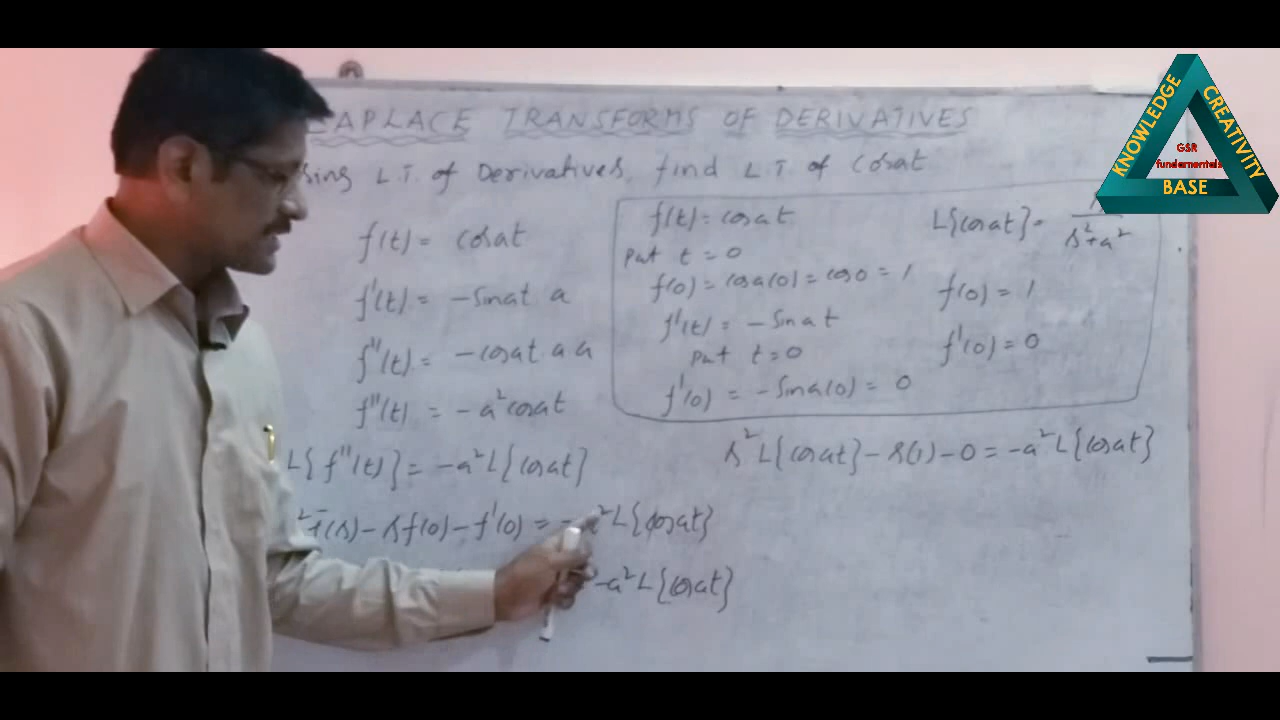 LAPLACE TRANSFORMS OF DERIVATIVES
sing L.T. of Derivatives, find L.T. of Cosat
f(t) = cosat
f'(t) = -sinat a
f''(t) = -cosat a a
f''(t) = -a²cosat
L{f''(t)} = -a²L{cosat}
²f̄(s) - sf(0) - f'(0) = -a²L{cosat}
-a²L{cosat}
f(t) = cosat
put t = 0
f(0) = cosa(0) = cos0 = 1
f'(t) = -Sinat
put t = 0
f'(0) = -Sina(0) = 0
L{cosat} = s/s²+a²
f(0) = 1
f'(0) = 0
s²L{cosat} - s(1) - 0 = -a²L{cosat}
KNOWLEDGE
CREATIVITY
GSR
fundamentals
BASE